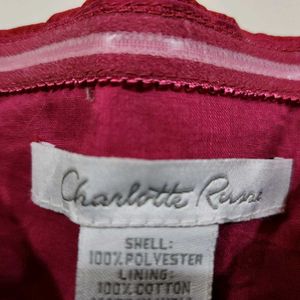 Charlotte Russe
SHELL:
100% POLYESTER
LINING:
100% COTTON